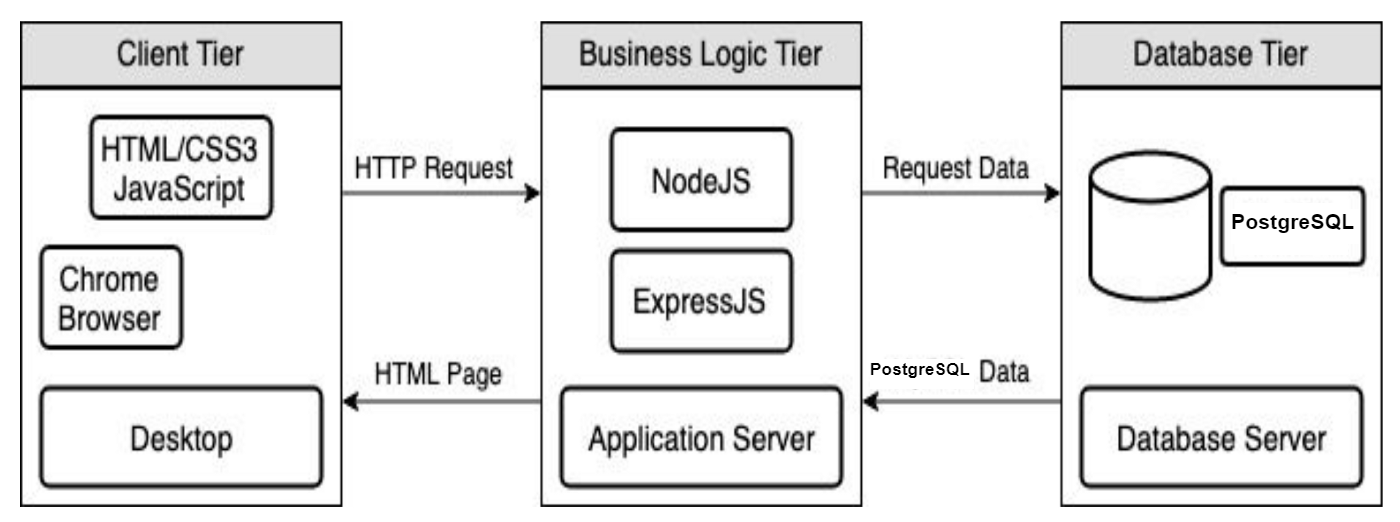 Client Tier
HTML/CSS3
JavaScript
Chrome
Browser
Desktop
HTTP Request
HTML Page
Business Logic Tier
NodeJS
ExpressJS
Application Server
Request Data
PostgreSQL Data
Database Tier
PostgreSQL
Database Server